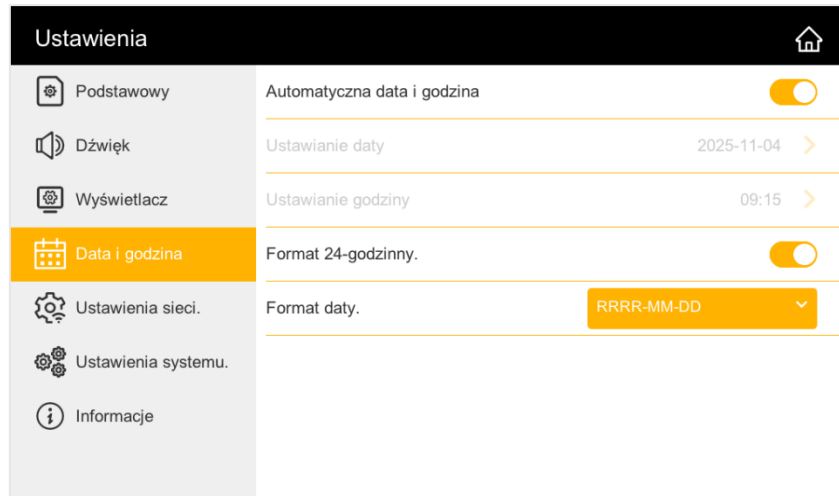 Ustawienia
Podstawowy
Automatyczna data i godzina
Dźwięk
Ustawianie daty
2025-11-04
Wyświetlacz
Ustawianie godziny
09:15
Data i godzina
Format 24-godzinny.
Ustawienia sieci.
Format daty.
RRRR-MM-DD
Ustawienia systemu.
Informacje